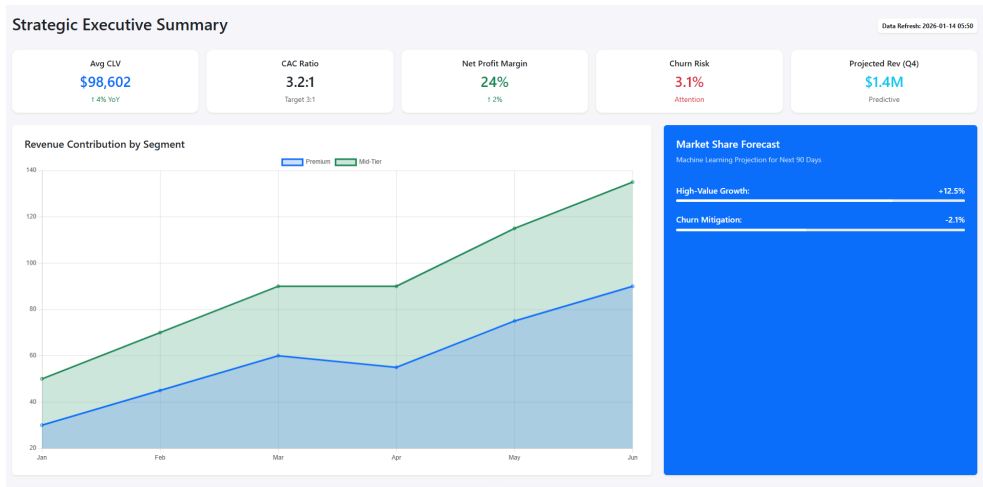 Strategic Executive Summary
Data Refresh: 2026-01-14 05:50
Avg CLV
$98,602
↑ 4% YoY
CAC Ratio
3.2:1
Target 3:1
Net Profit Margin
24%
↑ 2%
Churn Risk
3.1%
Attention
Projected Rev (Q4)
$1.4M
Predictive
Revenue Contribution by Segment
Premium Mid-Tier
140
120
100
80
60
40
20
Jan Feb Mar Apr May Jun
Market Share Forecast
Machine Learning Projection for Next 90 Days
High-Value Growth: +12.5%
Churn Mitigation: -2.1%